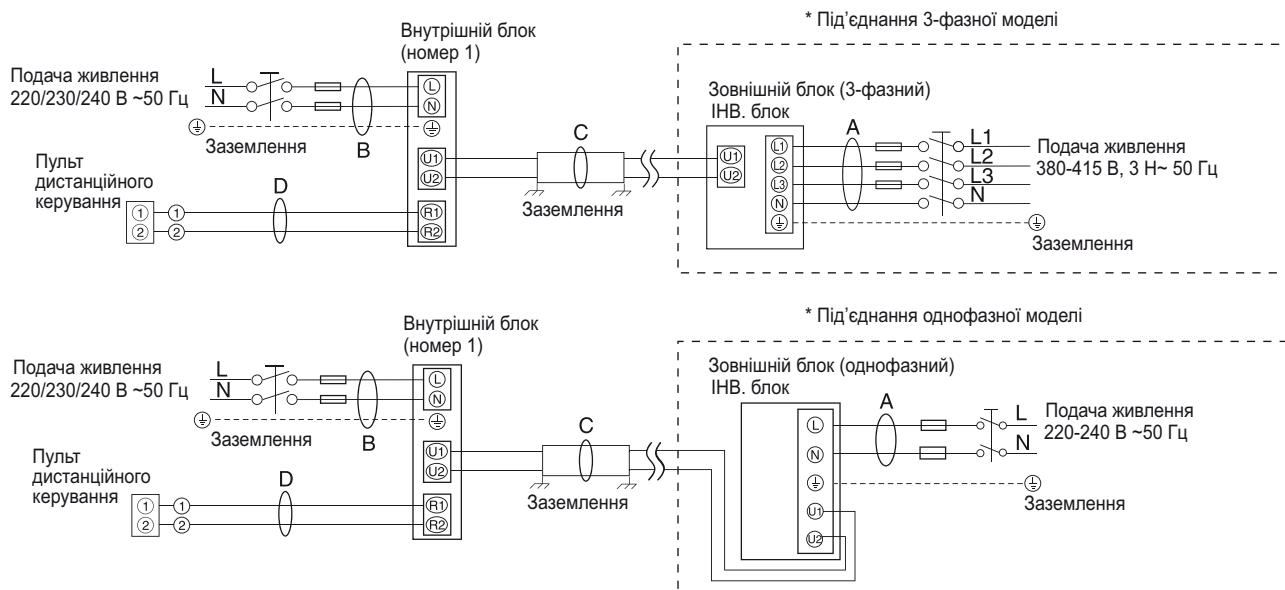 * Під’єднання 3-фазної моделі
Внутрішній блок
(номер 1)
Подача живлення
220/230/240 В ~50 Гц
L
N
Заземлення
B
L
N
U1
U2
R1
R2
Пульт
дистанційного
керування
1
2
1
2
D
C
Заземлення
Зовнішній блок (3-фазний)
ІНВ. блок
U1
U2
L1
L2
L3
N
A
L1
L2
L3
N
Подача живлення
380-415 В, 3 Н~ 50 Гц
Заземлення
* Під’єднання однофазної моделі
Внутрішній блок
(номер 1)
Подача живлення
220/230/240 В ~50 Гц
L
N
Заземлення
B
L
N
U1
U2
R1
R2
Пульт
дистанційного
керування
1
2
1
2
D
C
Заземлення
Зовнішній блок (однофазний)
ІНВ. блок
L
N
U1
U2
A
L
N
Подача живлення
220-240 В ~50 Гц
Заземлення